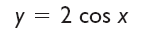 y = 2 cos x